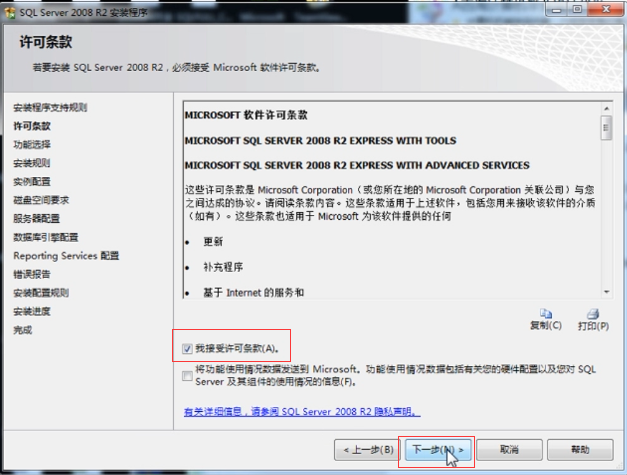 SQL Server 2008 R2 安装程序
许可条款
若要安装 SQL Server 2008 R2，必须接受 Microsoft 软件许可条款。
安装程序支持规则
许可条款
功能选择
安装规则
实例配置
磁盘空间要求
服务器配置
数据库引擎配置
Reporting Services 配置
错误报告
安装配置规则
安装进度
完成
MICROSOFT 软件许可条款
MICROSOFT SQL SERVER 2008 R2 EXPRESS WITH TOOLS
MICROSOFT SQL SERVER 2008 R2 EXPRESS WITH ADVANCED SERVICES
这些许可条款是 Microsoft Corporation（或您所在地的 Microsoft Corporation 关联公司）与您
之间达成的协议。请阅读条款内容。这些条款适用于上述软件，包括您用来接收该软件的介质
（如有）。这些条款也适用于 Microsoft 为该软件提供的任何
• 更新
• 补充程序
• 基于 Internet 的服务和
复制(C) 打印(P)
我接受许可条款(A)。
将功能使用情况数据发送到 Microsoft。功能使用情况数据包括有关您的硬件配置以及您对 SQL
Server 及其组件的使用情况的信息(F)。
有关详细信息，请参阅 SQL Server 2008 R2 隐私声明。
< 上一步(B) 下一步(N) > 取消 帮助